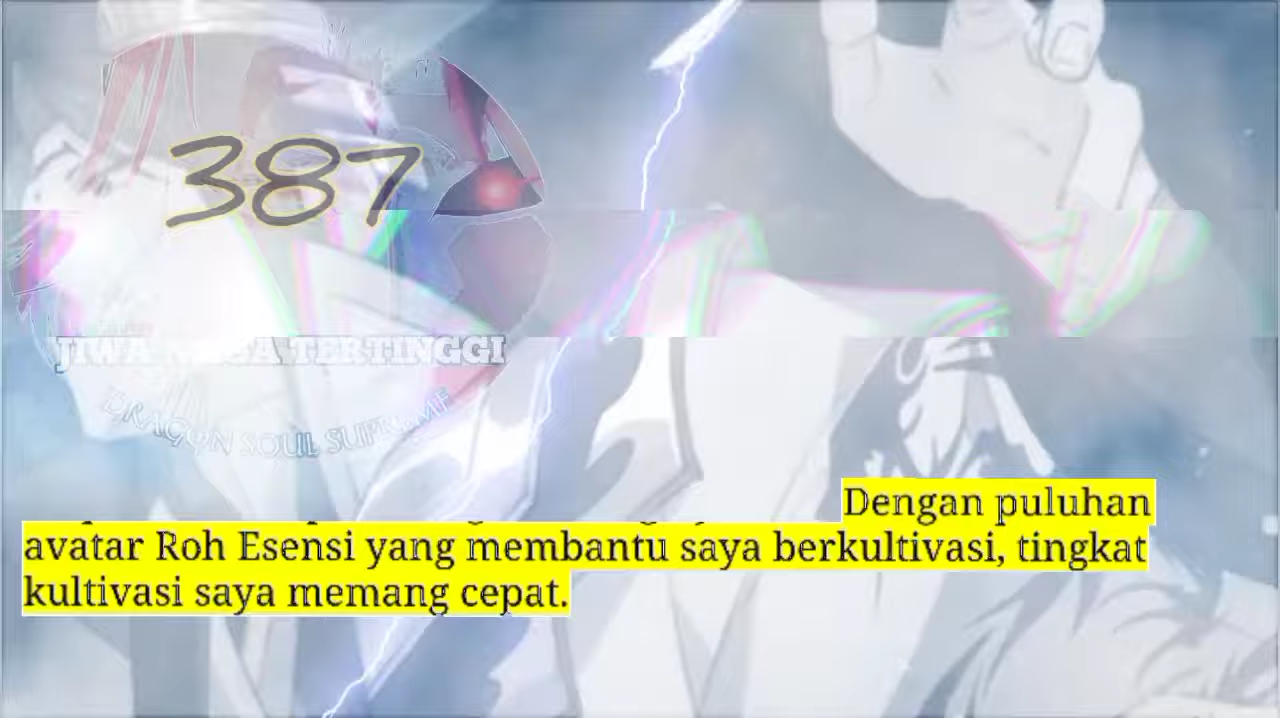 387
JIWA NAGA TERTINGGI
DRAGON SOUL SUPREME
Dengan puluhan
avatar Roh Esensi yang membantu saya berkultivasi, tingkat
kultivasi saya memang cepat.